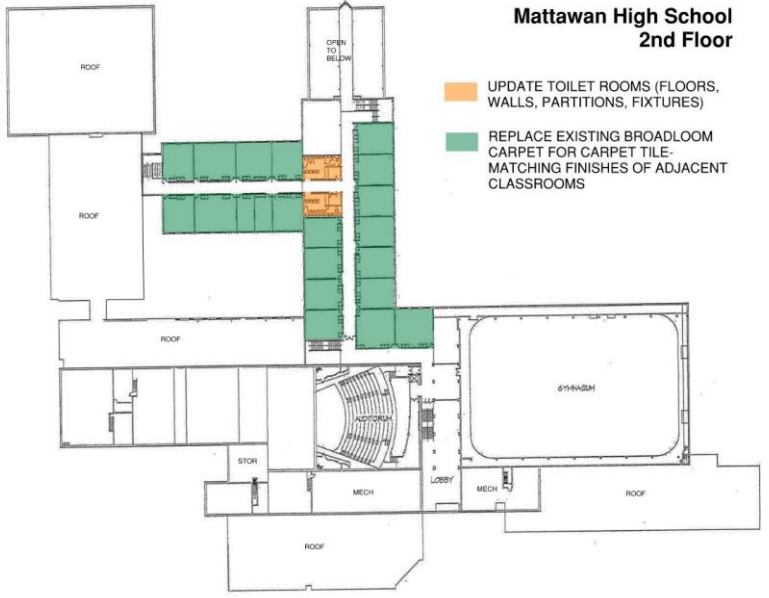 Mattawan High School
2nd Floor
UPDATE TOILET ROOMS (FLOORS,
WALLS, PARTITIONS, FIXTURES)
REPLACE EXISTING BROADLOOM
CARPET FOR CARPET TILE-
MATCHING FINISHES OF ADJACENT
CLASSROOMS
OPEN
TO
BELOW
ROOF
ROOF
ROOF
GYMNASIUM
AUDITORIUM
STOR
LOBBY
MECH
MECH
ROOF
ROOF